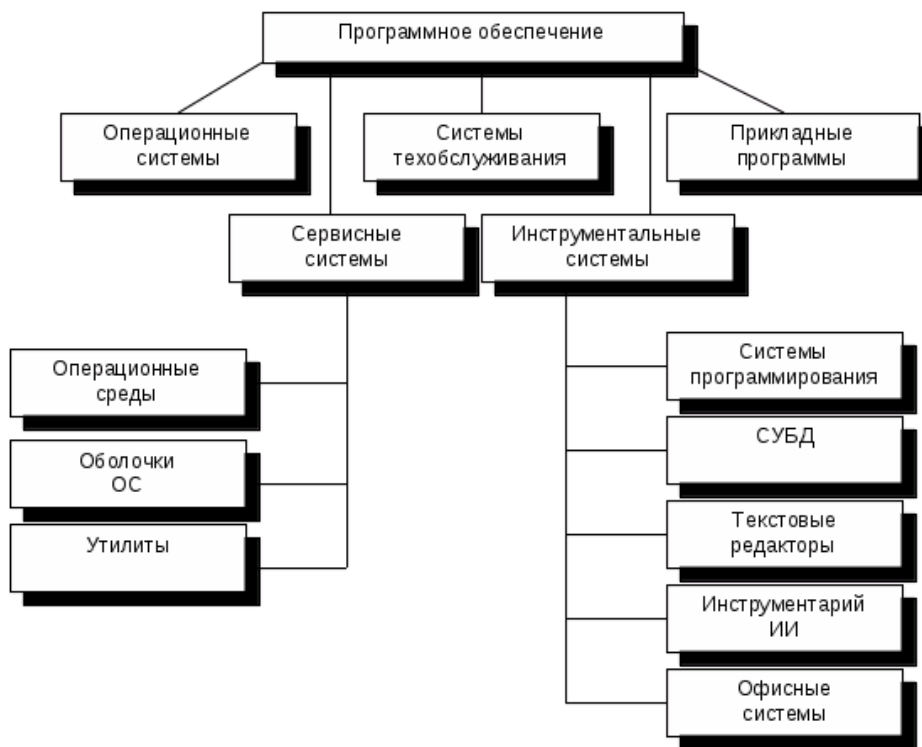 Программное обеспечение
Операционные
системы
Системы
техобслуживания
Прикладные
программы
Сервисные
системы
Инструментальные
системы
Операционные
среды
Оболочки
ОС
Утилиты
Системы
программирования
СУБД
Текстовые
редакторы
Инструментарий
ИИ
Офисные
системы